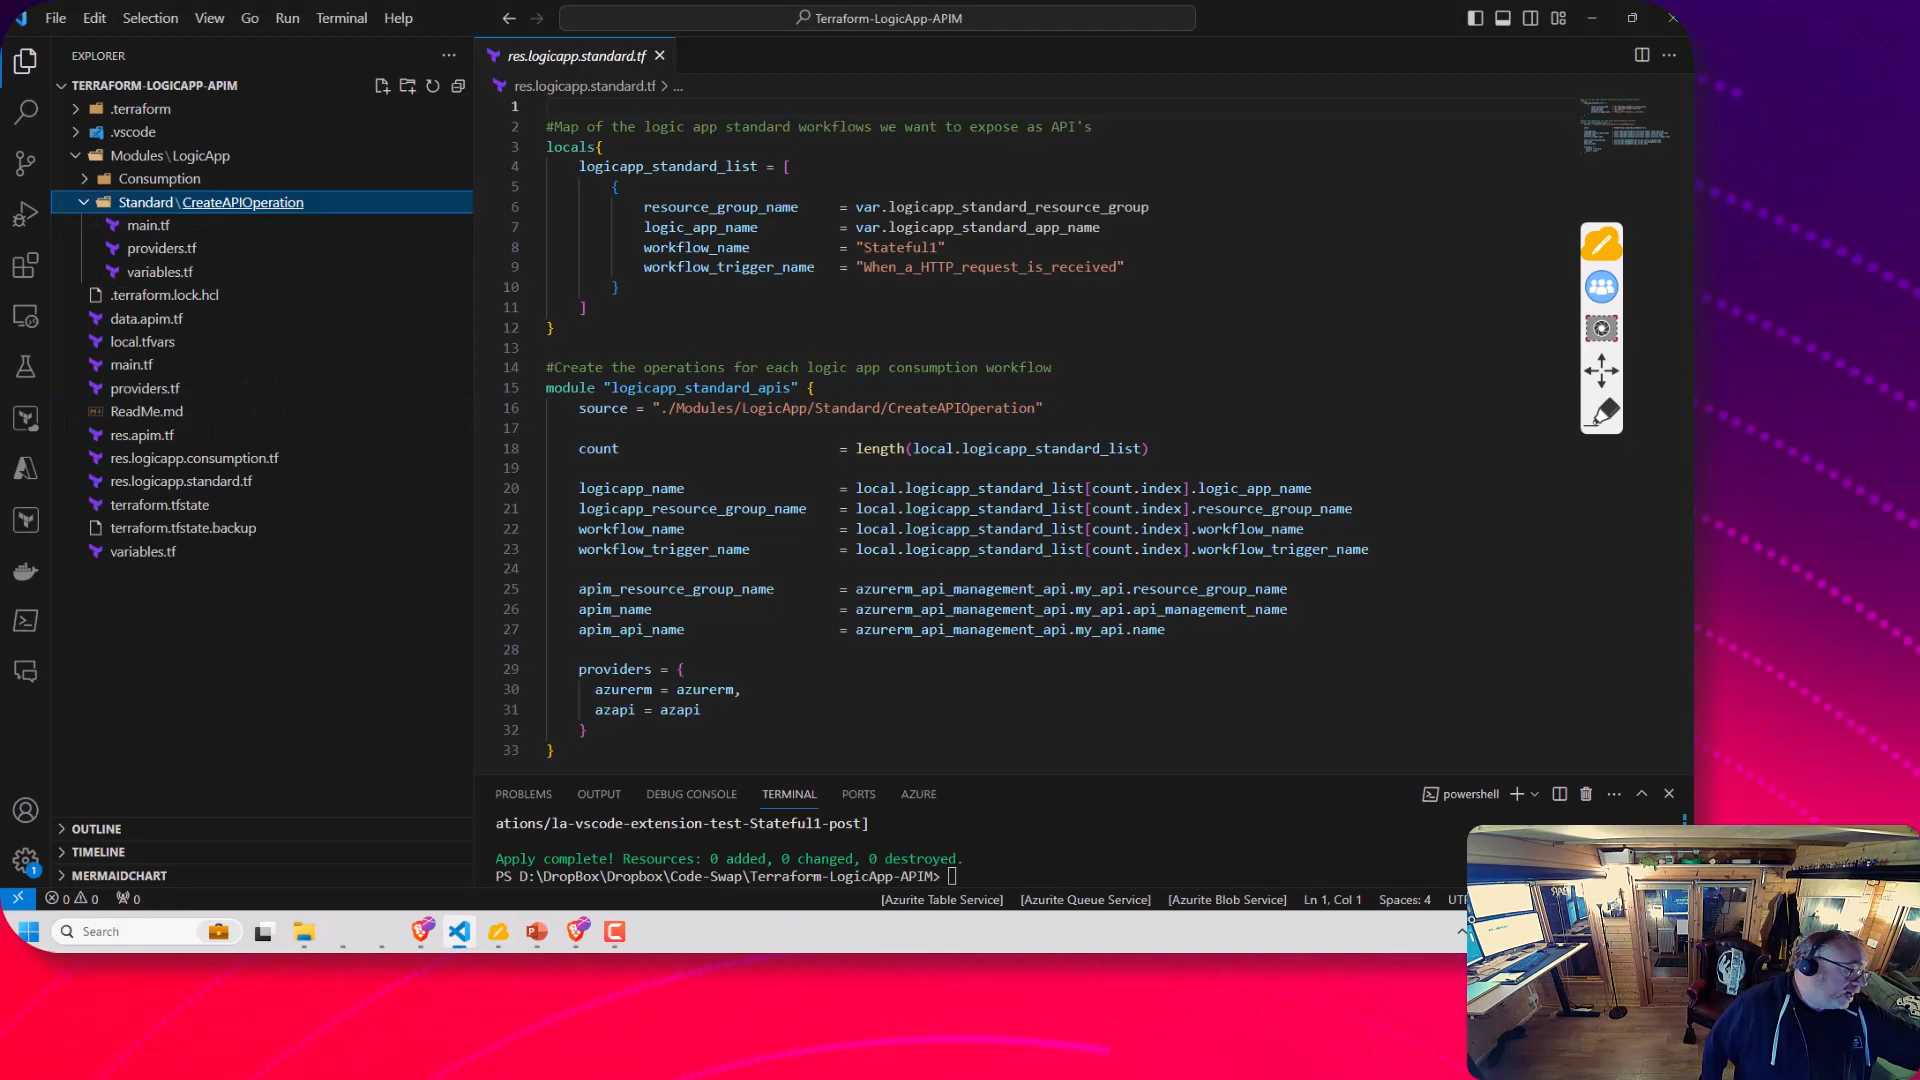 File Edit Selection View Go Run Terminal Help
Terraform-LogicApp-APIM
EXPLORER
TERRAFORM-LOGICAPP-APIM
.terraform
.vscode
Modules\LogicApp
Consumption
Standard\CreateAPIOperation
main.tf
providers.tf
variables.tf
.terraform.lock.hcl
data.apim.tf
local.tfvars
main.tf
providers.tf
ReadMe.md
res.apim.tf
res.logicapp.consumption.tf
res.logicapp.standard.tf
terraform.tfstate
terraform.tfstate.backup
variables.tf
OUTLINE
TIMELINE
MERMAIDCHART
res.logicapp.standard.tf
res.logicapp.standard.tf > ...
1
2 #Map of the logic app standard workflows we want to expose as API's
3 locals{
4 logicapp_standard_list = [
5 {
6 resource_group_name = var.logicapp_standard_resource_group
7 logic_app_name = var.logicapp_standard_app_name
8 workflow_name = "Stateful1"
9 workflow_trigger_name = "When_a_HTTP_request_is_received"
10 }
11 ]
12 }
13
14 #Create the operations for each logic app consumption workflow
15 module "logicapp_standard_apis" {
16 source = "./Modules/LogicApp/Standard/CreateAPIOperation"
17
18 count = length(local.logicapp_standard_list)
19
20 logicapp_name = local.logicapp_standard_list[count.index].logic_app_name
21 logicapp_resource_group_name = local.logicapp_standard_list[count.index].resource_group_name
22 workflow_name = local.logicapp_standard_list[count.index].workflow_name
23 workflow_trigger_name = local.logicapp_standard_list[count.index].workflow_trigger_name
24
25 apim_resource_group_name = azurerm_api_management_api.my_api.resource_group_name
26 apim_name = azurerm_api_management_api.my_api.api_management_name
27 apim_api_name = azurerm_api_management_api.my_api.name
28
29 providers = {
30 azurerm = azurerm,
31 azapi = azapi
32 }
33 }
PROBLEMS OUTPUT DEBUG CONSOLE TERMINAL PORTS AZURE
powershell
ations/la-vscode-extension-test-Stateful1-post]
Apply complete! Resources: 0 added, 0 changed, 0 destroyed.
PS D:\DropBox\Dropbox\Code-Swap\Terraform-LogicApp-APIM>
1
0 0 0 [Azurite Table Service] [Azurite Queue Service] [Azurite Blob Service] Ln 1, Col 1 Spaces: 4 UT
Search